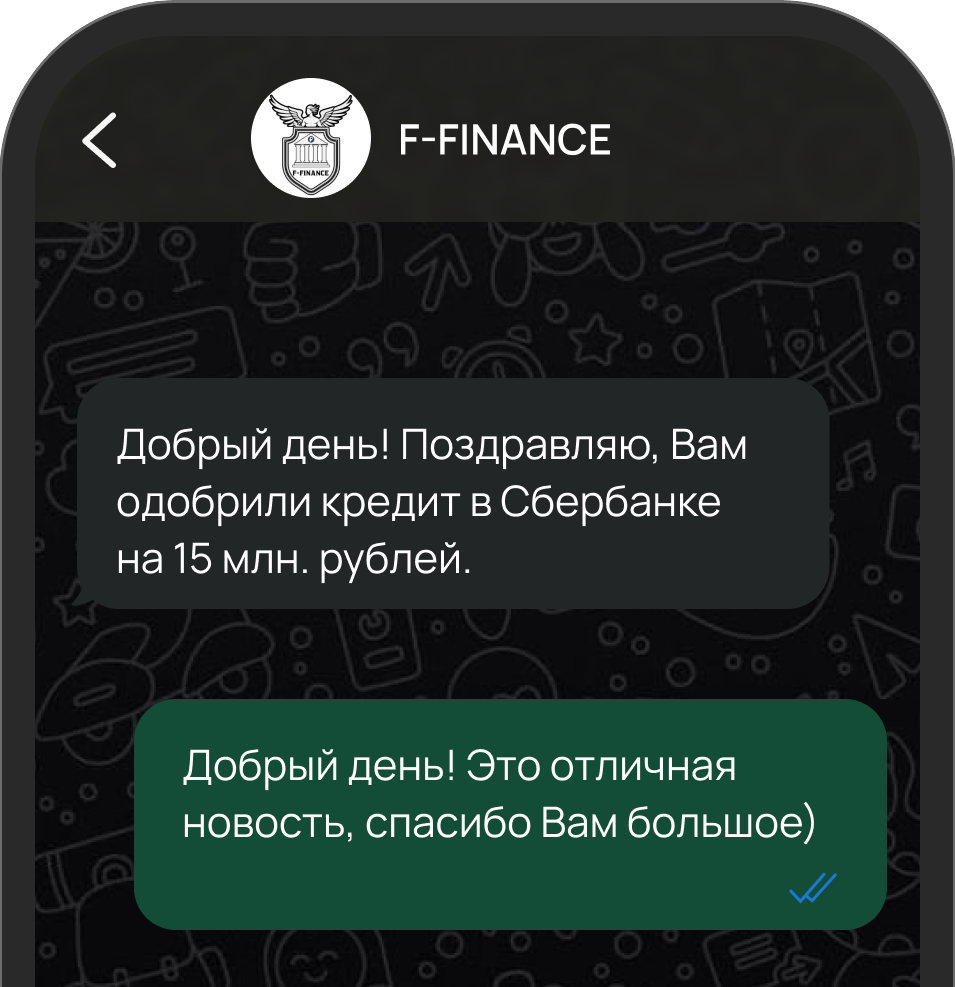 F-FINANCE
F-FINANCE
Добрый день! Поздравляю, Вам
одобрили кредит в Сбербанке
на 15 млн. рублей.
Добрый день! Это отличная
новость, спасибо Вам большое)